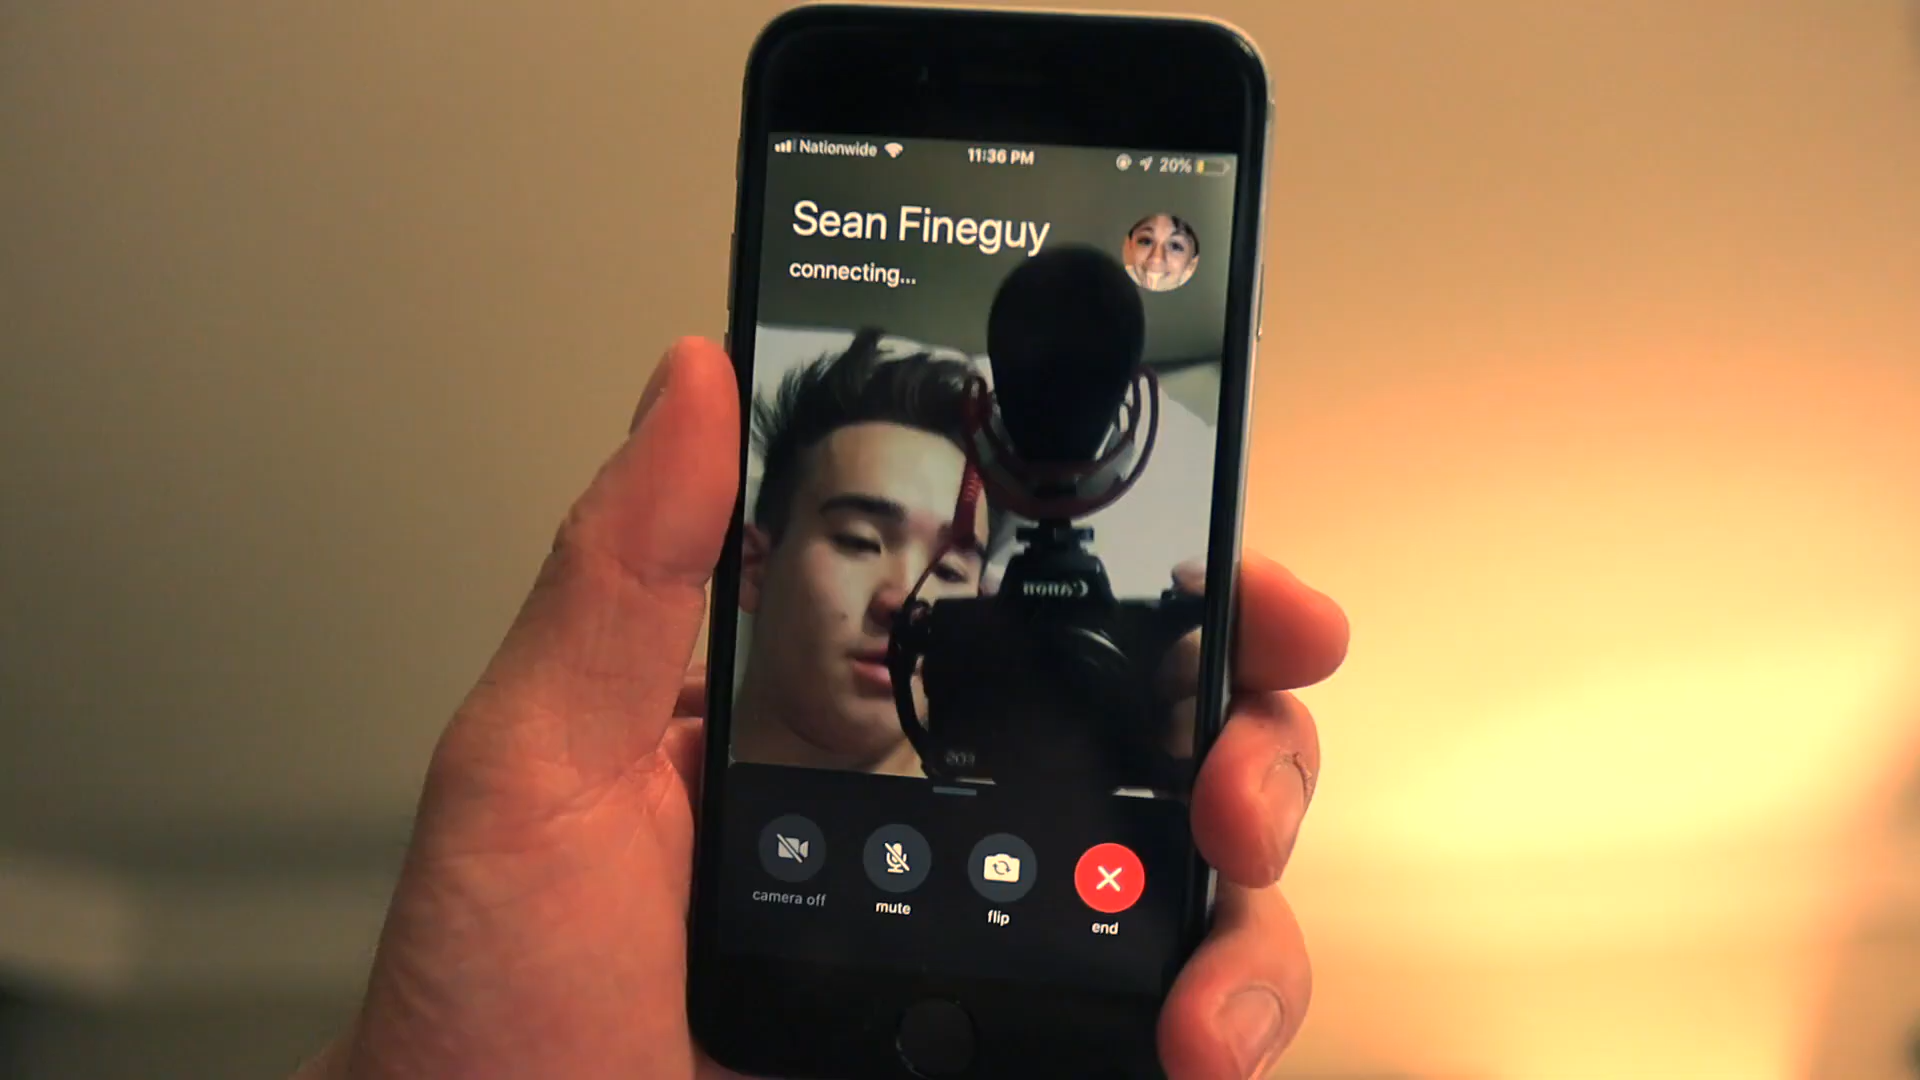 Nationwide 11:36 PM 20%
Sean Fineguy
connecting...
Canon
camera off mute flip end